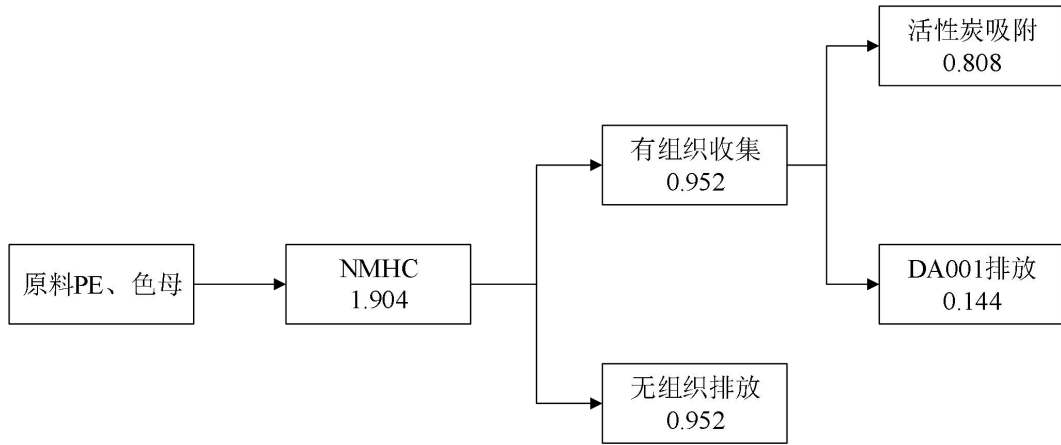 原料PE、色母
NMHC
1.904
有组织收集
0.952
无组织排放
0.952
活性炭吸附
0.808
DA001排放
0.144